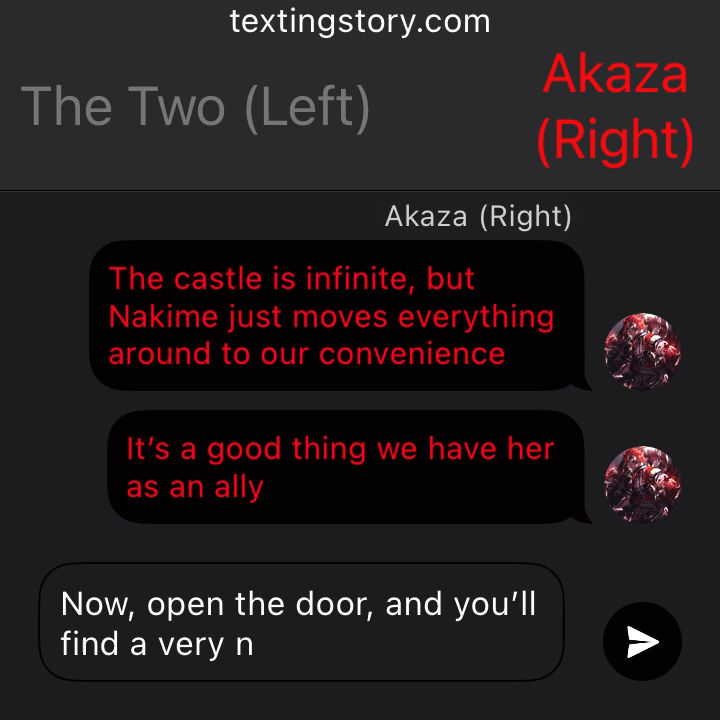 textingstory.com
The Two (Left)
Akaza
(Right)
Akaza (Right)
The castle is infinite, but
Nakime just moves everything
around to our convenience
It’s a good thing we have her
as an ally
Now, open the door, and you’ll
find a very n